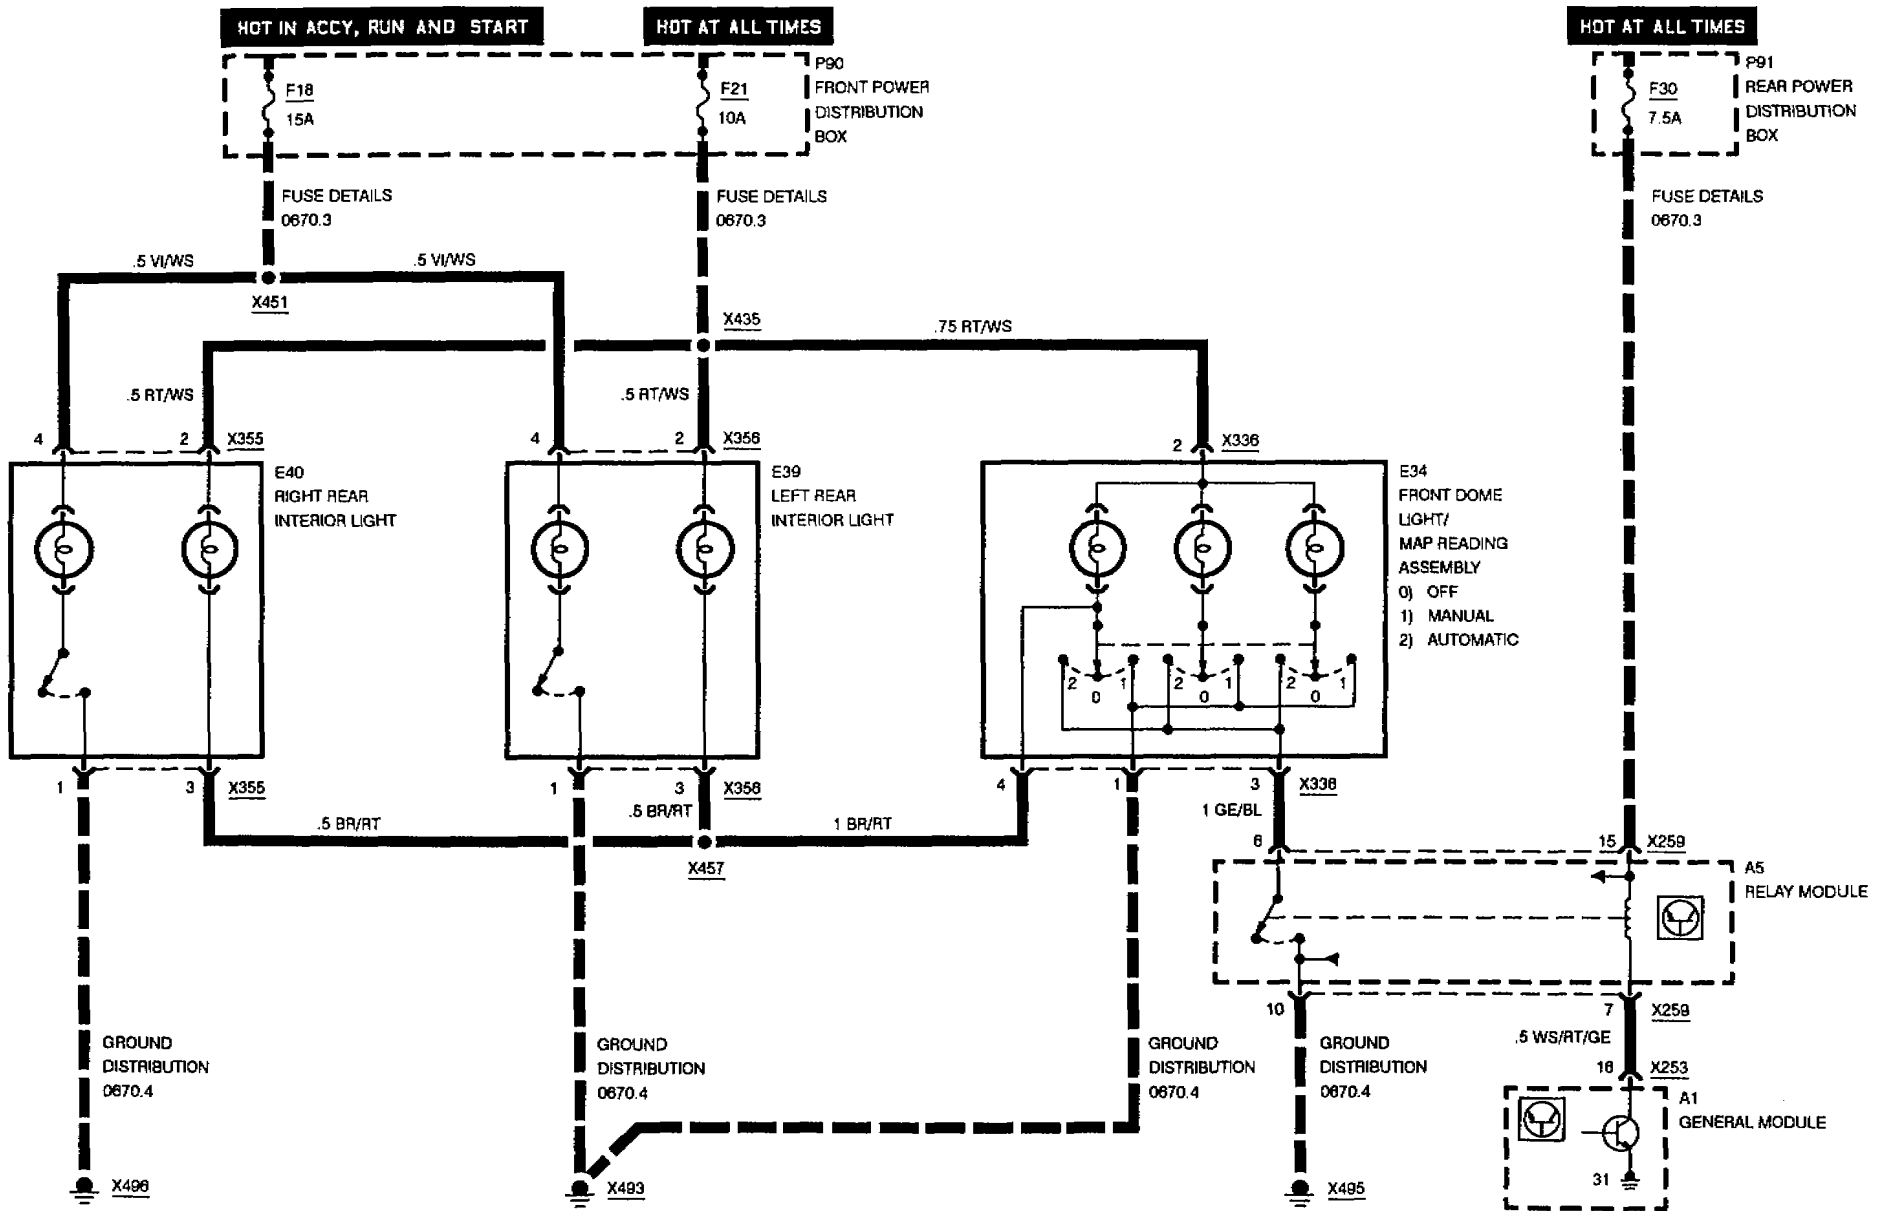 HOT IN ACCY, RUN AND START
HOT AT ALL TIMES
HOT AT ALL TIMES
F18
15A
F21
10A
P90
FRONT POWER
DISTRIBUTION
BOX
F30
7.5A
P91
REAR POWER
DISTRIBUTION
BOX
FUSE DETAILS
0670.3
FUSE DETAILS
0670.3
FUSE DETAILS
0670.3
.5 VI/WS
.5 VI/WS
X451
X435
.75 RT/WS
.5 RT/WS
.5 RT/WS
4
2
X355
4
2
X356
2
X336
E40
RIGHT REAR
INTERIOR LIGHT
E39
LEFT REAR
INTERIOR LIGHT
E34
FRONT DOME
LIGHT/
MAP READING
ASSEMBLY
0) OFF
1) MANUAL
2) AUTOMATIC
2
0
1
2
0
1
2
0
1
1
3
X355
1
3
X356
4
1
3
X336
.5 BR/RT
.5 BR/RT
1 BR/RT
X457
1 GE/BL
6
15
X259
A5
RELAY MODULE
10
7
X259
.5 WS/RT/GE
16
X253
A1
GENERAL MODULE
31
GROUND
DISTRIBUTION
0670.4
GROUND
DISTRIBUTION
0670.4
GROUND
DISTRIBUTION
0670.4
GROUND
DISTRIBUTION
0670.4
X496
X493
X495